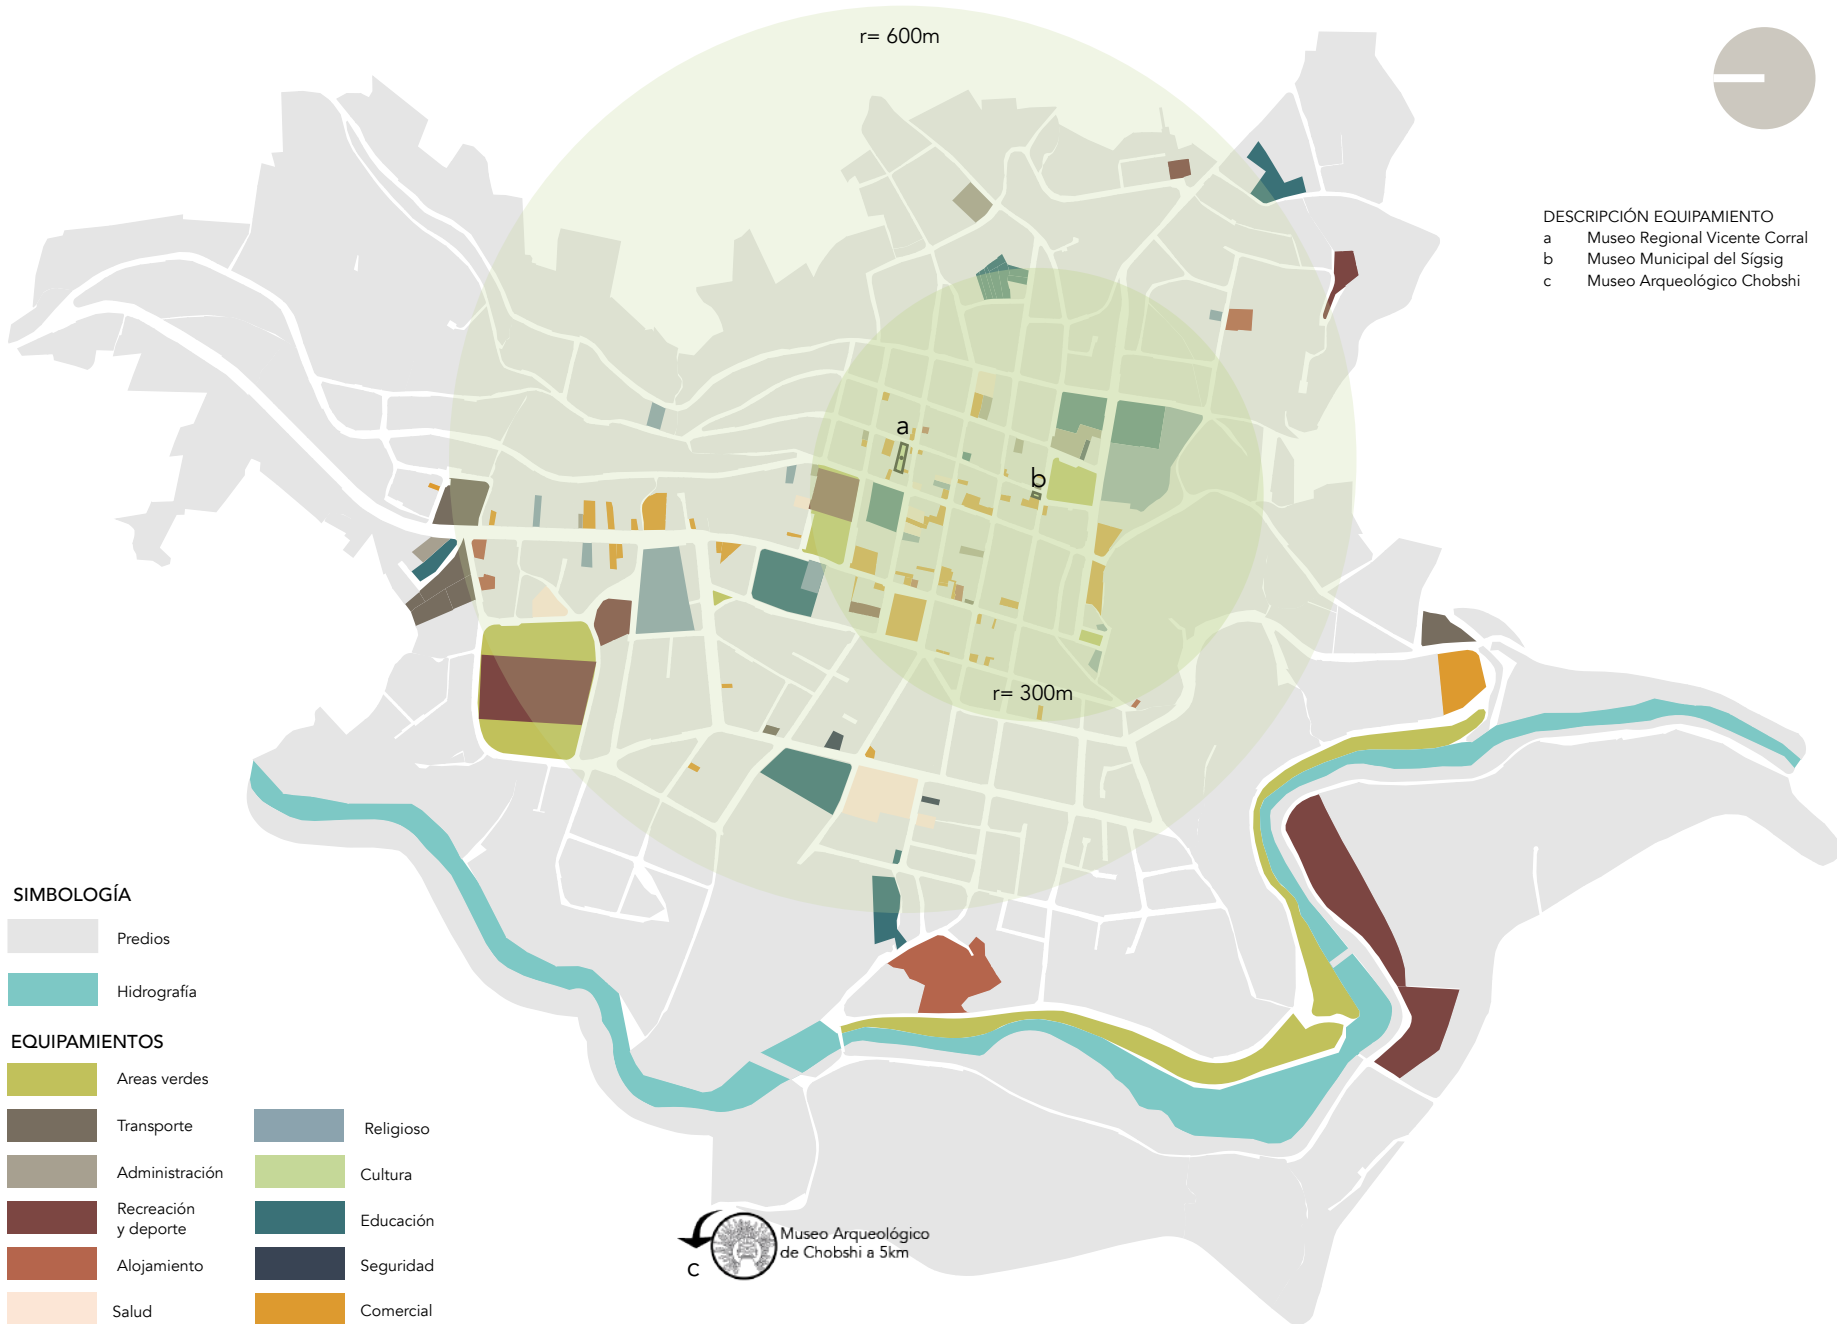 r= 600m
DESCRIPCIÓN EQUIPAMIENTO
a Museo Regional Vicente Corral
b Museo Municipal del Sígsig
c Museo Arqueológico Chobshi
a
b
r= 300m
SIMBOLOGÍA
Predios
Hidrografía
EQUIPAMIENTOS
Areas verdes
Transporte
Administración
Recreación
y deporte
Alojamiento
Salud
Religioso
Cultura
Educación
Seguridad
Comercial
Museo Arqueológico
de Chobshi a 5km
c